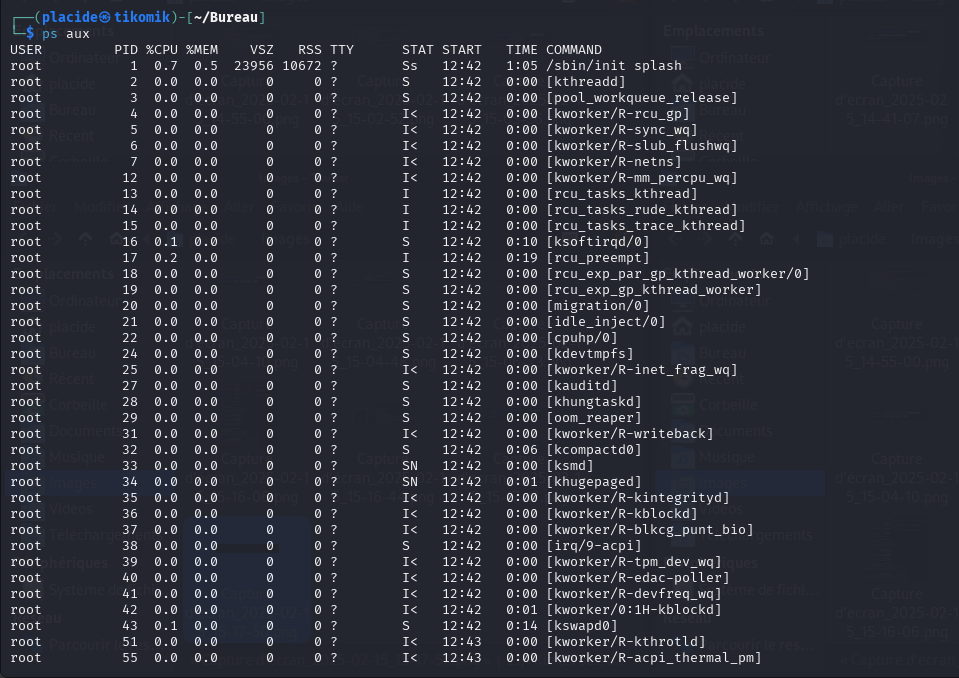 ┌──(placide㉿tikomik)-[~/Bureau]
└─$ ps aux
USER         PID %CPU %MEM    VSZ   RSS TTY        STAT START   TIME COMMAND
root           1  0.7  0.5  23956 10672 ?        Ss   12:42   1:05 /sbin/init splash
root           2  0.0  0.0      0     0 ?        S    12:42   0:00 [kthreadd]
root           3  0.0  0.0      0     0 ?        S    12:42   0:00 [pool_workqueue_release]
root           4  0.0  0.0      0     0 ?        I<   12:42   0:00 [kworker/R-rcu_gp]
root           5  0.0  0.0      0     0 ?        I<   12:42   0:00 [kworker/R-sync_wq]
root           6  0.0  0.0      0     0 ?        I<   12:42   0:00 [kworker/R-slub_flushwq]
root           7  0.0  0.0      0     0 ?        I<   12:42   0:00 [kworker/R-netns]
root          12  0.0  0.0      0     0 ?        I<   12:42   0:00 [kworker/R-mm_percpu_wq]
root          13  0.0  0.0      0     0 ?        I    12:42   0:00 [rcu_tasks_kthread]
root          14  0.0  0.0      0     0 ?        I    12:42   0:00 [rcu_tasks_rude_kthread]
root          15  0.0  0.0      0     0 ?        I    12:42   0:00 [rcu_tasks_trace_kthread]
root          16  0.1  0.0      0     0 ?        S    12:42   0:10 [ksoftirqd/0]
root          17  0.2  0.0      0     0 ?        I    12:42   0:19 [rcu_preempt]
root          18  0.0  0.0      0     0 ?        S    12:42   0:00 [rcu_exp_par_gp_kthread_worker/0]
root          19  0.0  0.0      0     0 ?        S    12:42   0:00 [rcu_exp_gp_kthread_worker]
root          20  0.0  0.0      0     0 ?        S    12:42   0:00 [migration/0]
root          21  0.0  0.0      0     0 ?        S    12:42   0:00 [idle_inject/0]
root          22  0.0  0.0      0     0 ?        S    12:42   0:00 [cpuhp/0]
root          24  0.0  0.0      0     0 ?        S    12:42   0:00 [kdevtmpfs]
root          25  0.0  0.0      0     0 ?        I<   12:42   0:00 [kworker/R-inet_frag_wq]
root          27  0.0  0.0      0     0 ?        S    12:42   0:00 [kauditd]
root          28  0.0  0.0      0     0 ?        S    12:42   0:00 [khungtaskd]
root          29  0.0  0.0      0     0 ?        S    12:42   0:00 [oom_reaper]
root          31  0.0  0.0      0     0 ?        I<   12:42   0:00 [kworker/R-writeback]
root          32  0.0  0.0      0     0 ?        S    12:42   0:06 [kcompactd0]
root          33  0.0  0.0      0     0 ?        SN   12:42   0:00 [ksmd]
root          34  0.0  0.0      0     0 ?        SN   12:42   0:01 [khugepaged]
root          35  0.0  0.0      0     0 ?        I<   12:42   0:00 [kworker/R-kintegrityd]
root          36  0.0  0.0      0     0 ?        I<   12:42   0:00 [kworker/R-kblockd]
root          37  0.0  0.0      0     0 ?        I<   12:42   0:00 [kworker/R-blkcg_punt_bio]
root          38  0.0  0.0      0     0 ?        S    12:42   0:00 [irq/9-acpi]
root          39  0.0  0.0      0     0 ?        I<   12:42   0:00 [kworker/R-tpm_dev_wq]
root          40  0.0  0.0      0     0 ?        I<   12:42   0:00 [kworker/R-edac-poller]
root          41  0.0  0.0      0     0 ?        I<   12:42   0:00 [kworker/R-devfreq_wq]
root          42  0.0  0.0      0     0 ?        I<   12:42   0:01 [kworker/0:1H-kblockd]
root          43  0.1  0.0      0     0 ?        S    12:42   0:14 [kswapd0]
root          51  0.0  0.0      0     0 ?        I<   12:43   0:00 [kworker/R-kthrotld]
root          55  0.0  0.0      0     0 ?        I<   12:43   0:00 [kworker/R-acpi_thermal_pm]